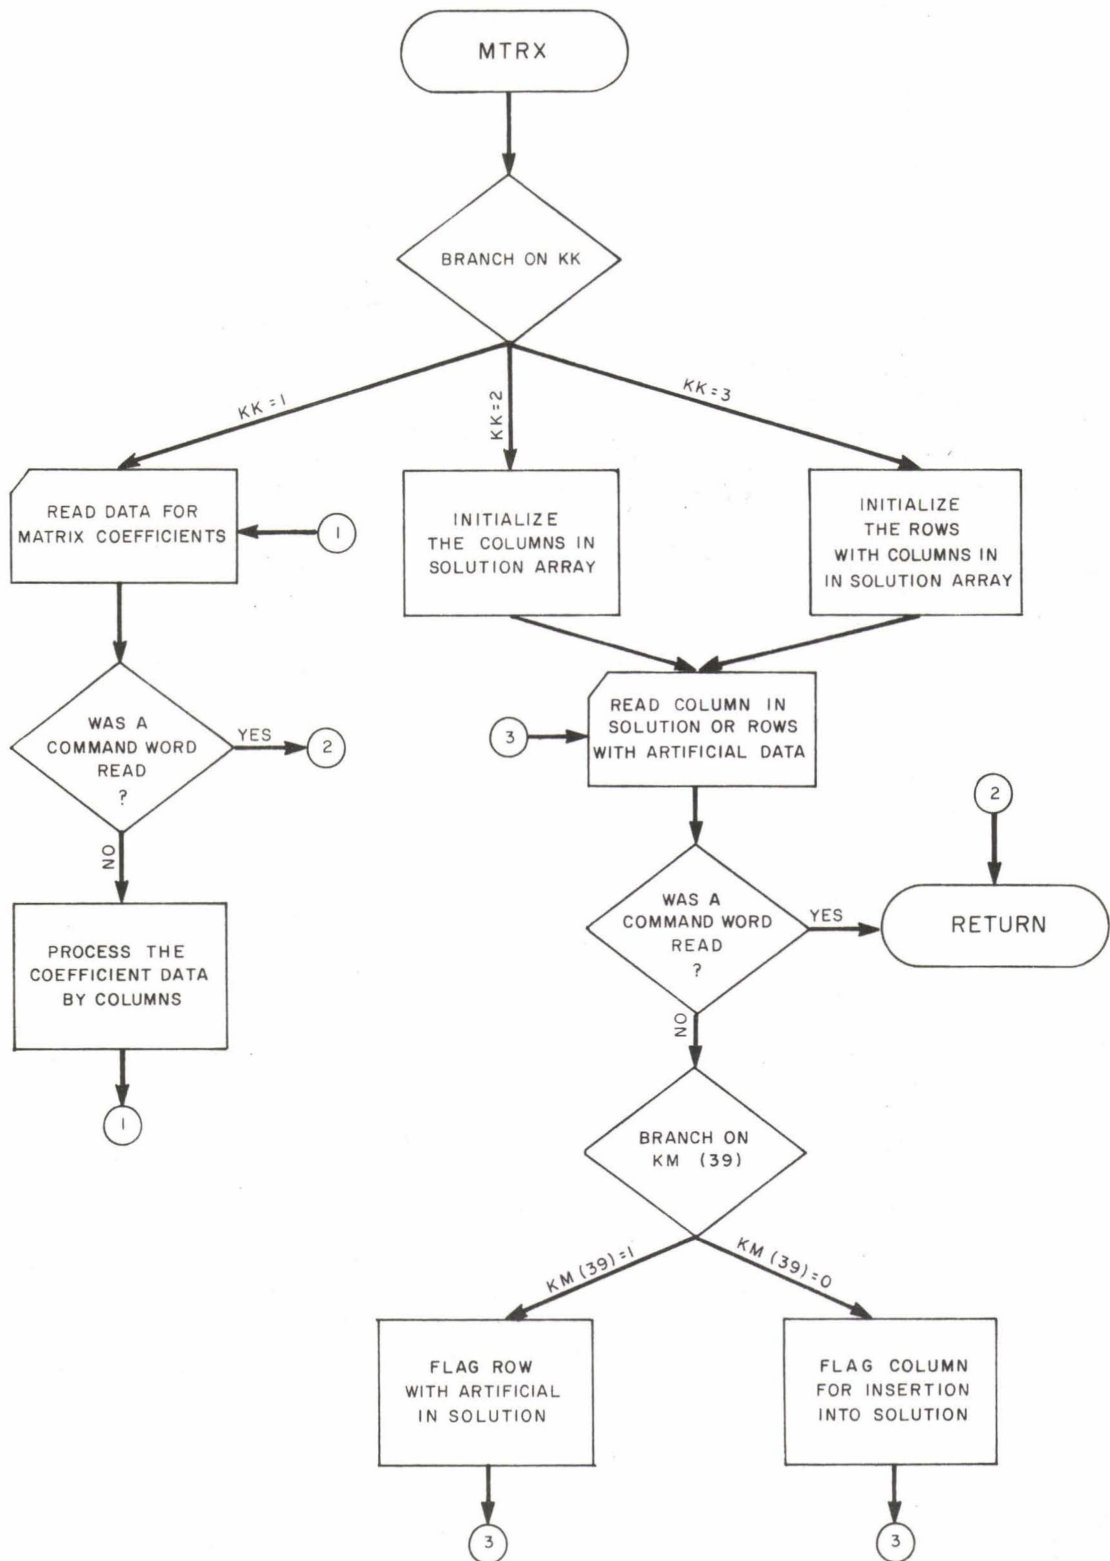 MTRX
BRANCH ON KK
KK=1
KK=2
KK=3
READ DATA FOR
MATRIX COEFFICIENTS
1
INITIALIZE
THE COLUMNS IN
SOLUTION ARRAY
INITIALIZE
THE ROWS
WITH COLUMNS IN
IN SOLUTION ARRAY
WAS A
COMMAND WORD
READ
?
YES
2
NO
3
READ COLUMN IN
SOLUTION OR ROWS
WITH ARTIFICIAL DATA
2
RETURN
WAS A
COMMAND WORD
READ
?
YES
NO
PROCESS THE
COEFFICIENT DATA
BY COLUMNS
1
BRANCH ON
KM (39)
KM (39)=1
KM (39)=0
FLAG ROW
WITH ARTIFICIAL
IN SOLUTION
FLAG COLUMN
FOR INSERTION
INTO SOLUTION
3
3